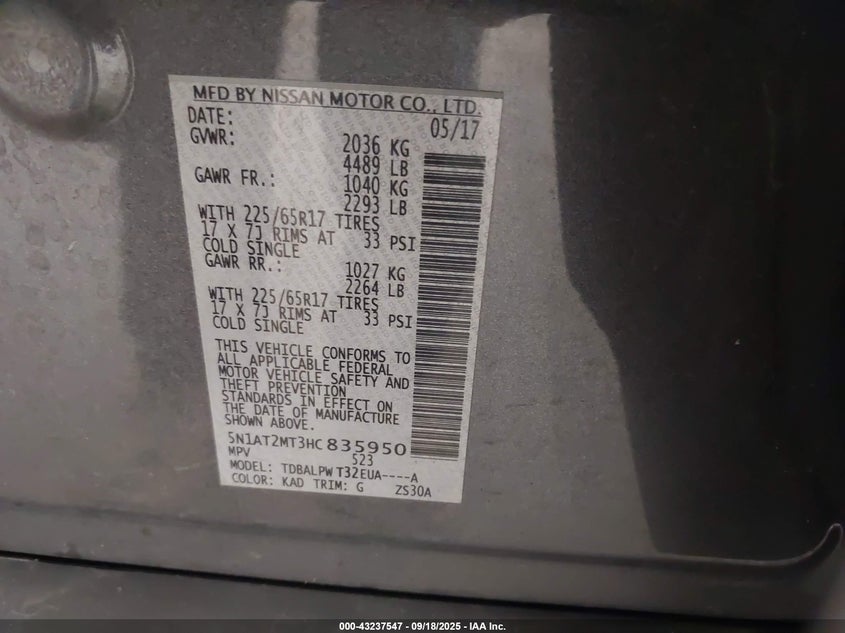 MFD BY NISSAN MOTOR CO., LTD.
DATE: 05/17
GVWR: 2036 KG
4489 LB
GAWR FR.: 1040 KG
2293 LB
WITH 225/65R17 TIRES
17 X 7J RIMS AT 33 PSI
COLD SINGLE
GAWR RR.: 1027 KG
2264 LB
WITH 225/65R17 TIRES
17 X 7J RIMS AT 33 PSI
COLD SINGLE
THIS VEHICLE CONFORMS TO
ALL APPLICABLE FEDERAL
MOTOR VEHICLE SAFETY AND
THEFT PREVENTION
STANDARDS IN EFFECT ON
THE DATE OF MANUFACTURE
SHOWN ABOVE.
5N1AT2MT3HC835950
MPV 523
MODEL: TDBALPW T32EUA----A
COLOR: KAD TRIM: G ZS30A
000-43237547 - 09/18/2025 - IAA Inc.